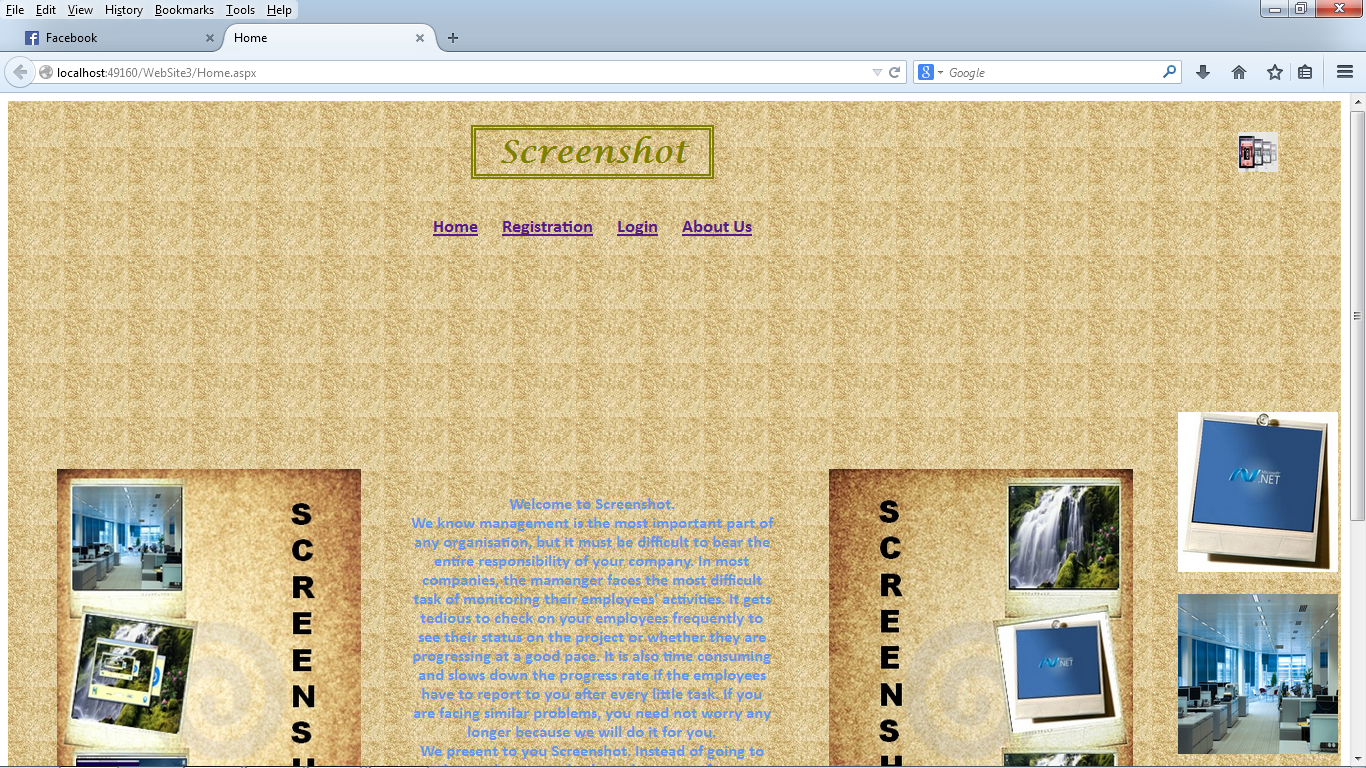 File Edit View History Bookmarks Tools Help
Facebook
Home
localhost:49160/WebSite3/Home.aspx
Google
Screenshot
Home Registration Login About Us
Microsoft
.NET
S
C
R
E
E
N
S
H
Welcome to Screenshot.
We know management is the most important part of
any organisation, but it must be difficult to bear the
entire responsibility of your company. In most
companies, the mamanger faces the most difficult
task of monitoring their employees' activities. It gets
tedious to check on your employees frequently to
see their status on the project or whether they are
progressing at a good pace. It is also time consuming
and slows down the progress rate if the employees
have to report to you after every little task. If you
are facing similar problems, you need not worry any
longer because we will do it for you.
We present to you Screenshot. Instead of going to
S
C
R
E
E
N
S
H
.NET